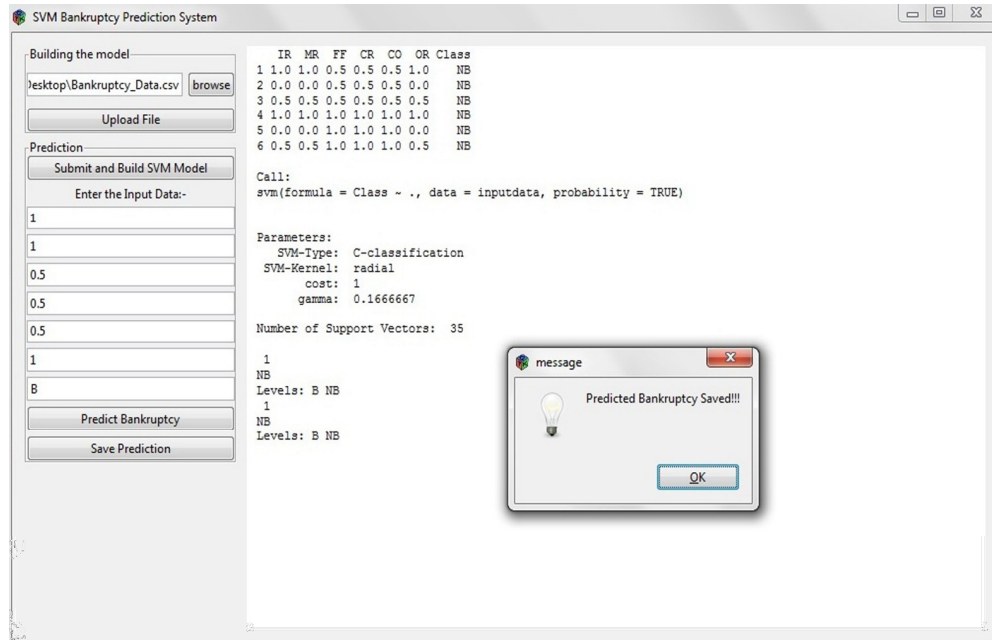 SVM Bankruptcy Prediction System
Building the model
Desktop\Bankruptcy_Data.csv browse
Upload File
Prediction
Submit and Build SVM Model
Enter the Input Data:-
1
1
0.5
0.5
0.5
1
B
Predict Bankruptcy
Save Prediction
IR MR FF CR CO OR Class
1 1.0 1.0 0.5 0.5 0.5 1.0 NB
2 0.0 0.0 0.5 0.5 0.5 0.0 NB
3 0.5 0.5 0.5 0.5 0.5 0.5 NB
4 1.0 1.0 1.0 1.0 1.0 1.0 NB
5 0.0 0.0 1.0 1.0 1.0 0.0 NB
6 0.5 0.5 1.0 1.0 1.0 0.5 NB
Call:
svm(formula = Class ~ ., data = inputdata, probability = TRUE)
Parameters:
SVM-Type: C-classification
SVM-Kernel: radial
cost: 1
gamma: 0.1666667
Number of Support Vectors: 35
1
NB
Levels: B NB
1
NB
Levels: B NB
message
Predicted Bankruptcy Saved!!!
OK